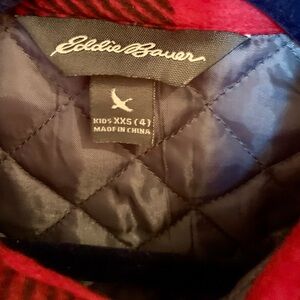 Eddie Bauer
KIDS XXS (4)
MADE IN CHINA